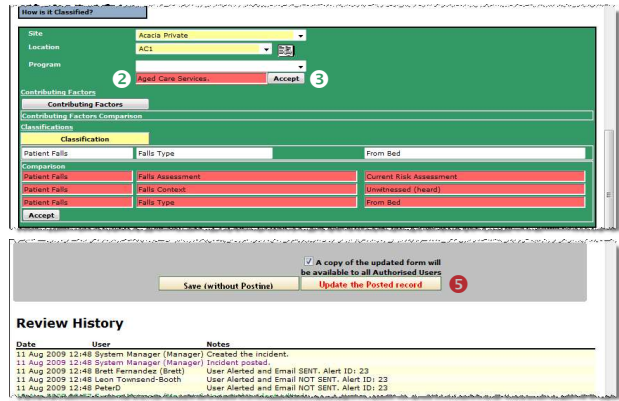 How is it Classified?
Site Acacia Private
Location AC1
Program
2 Aged Care Services. Accept 3
Contributing Factors
Contributing Factors
Contributing Factors Comparison
Classifications
Classification
Patient Falls Falls Type From Bed
Comparison
Patient Falls Falls Assessment Current Risk Assessment
Patient Falls Falls Context Unwitnessed (heard)
Patient Falls Falls Type From Bed
Accept
A copy of the updated form will
be available to all Authorised Users
Save (without Posting) Update the Posted record 5
Review History
Date User Notes
11 Aug 2009 12:48 System Manager (Manager) Created the incident.
11 Aug 2009 12:48 System Manager (Manager) Incident posted.
11 Aug 2009 12:48 Brett Fernandez (Brett) User Alerted and Email SENT. Alert ID: 23
11 Aug 2009 12:48 Leon Townsend-Booth User Alerted and Email NOT SENT. Alert ID: 23
11 Aug 2009 12:48 PeterD User Alerted and Email NOT SENT. Alert ID: 23